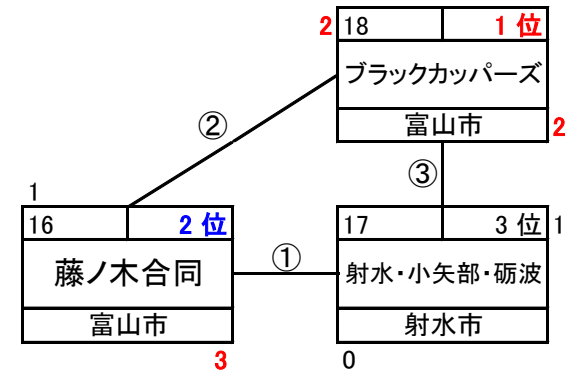 2 18 1 位
ブラックカッパーズ
富山市 2
②
③
1
16 2 位
藤ノ木合同
富山市
3
①
17 3 位 1
射水・小矢部・砺波
射水市
0